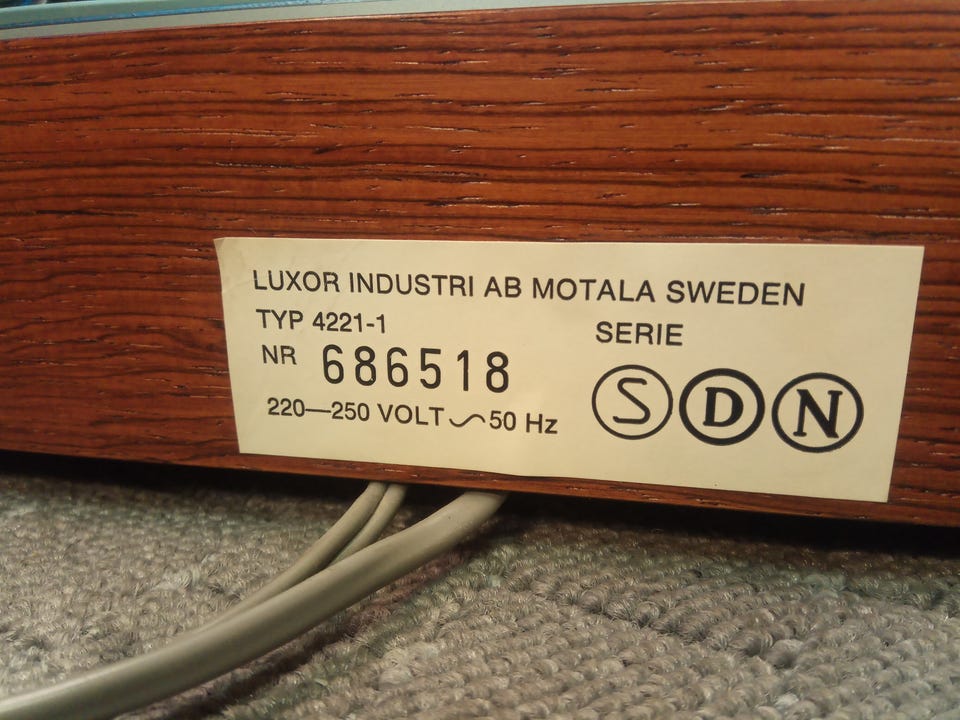 LUXOR INDUSTRI AB MOTALA SWEDEN
TYP 4221-1 SERIE
NR 686518
220—250 VOLT ~ 50 Hz
S D N